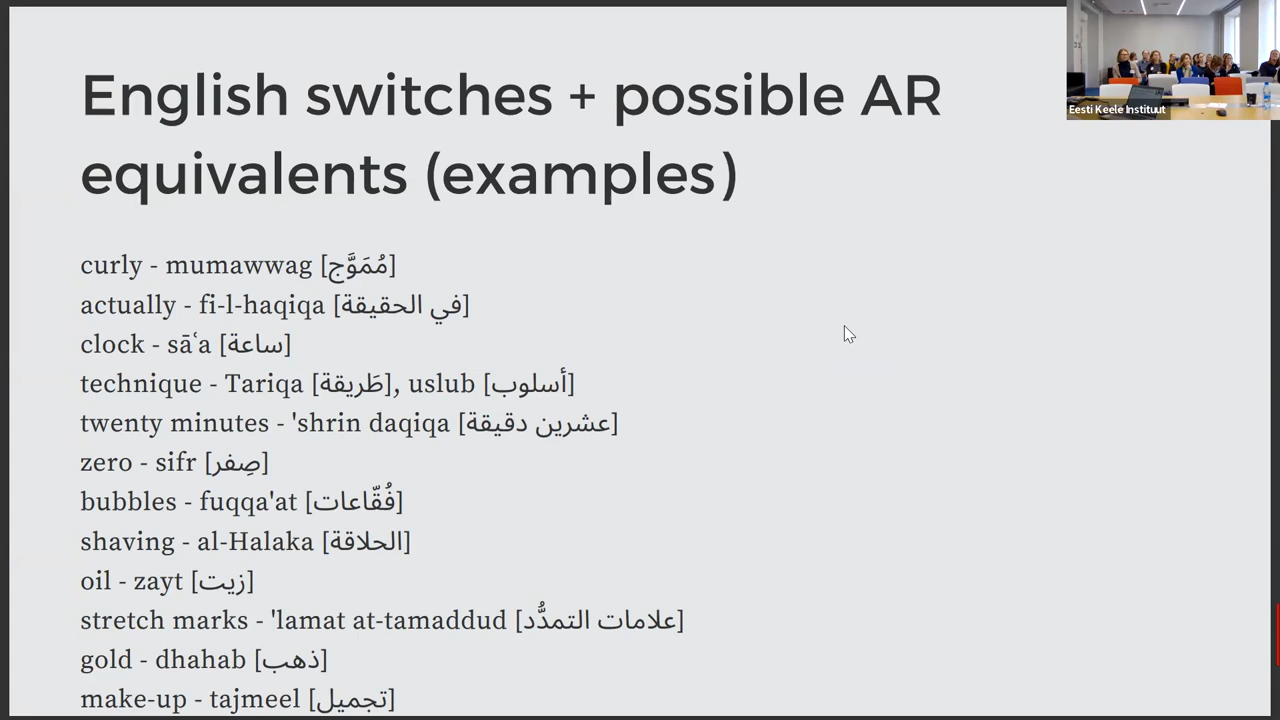 English switches + possible AR
equivalents (examples)
Eesti Keele Instituut
curly - mumawwag [مُمَوَّج]
actually - fi-l-haqiqa [في الحقيقة]
clock - sāʿa [ساعة]
technique - Tariqa [طَريقة], uslub [أسلوب]
twenty minutes - 'shrin daqiqa [عشرين دقيقة]
zero - sifr [صِفر]
bubbles - fuqqa'at [فُقّاعات]
shaving - al-Halaka [الحلاقة]
oil - zayt [زيت]
stretch marks - 'lamat at-tamaddud [علامات التمدُّد]
gold - dhahab [ذهب]
make-up - tajmeel [تجميل]